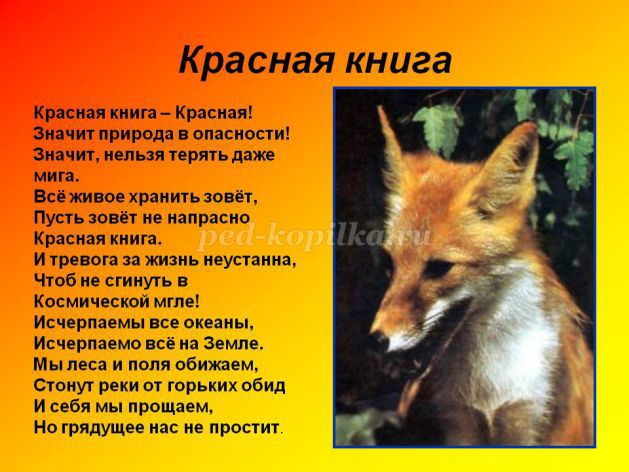 Красная книга
Красная книга – Красная!
Значит природа в опасности!
Значит, нельзя терять даже
мига.
Всё живое хранить зовёт,
Пусть зовёт не напрасно
Красная книга.
И тревога за жизнь неустанна,
Чтоб не сгинуть в
Космической мгле!
Исчерпаемы все океаны,
Исчерпаемо всё на Земле.
Мы леса и поля обижаем,
Стонут реки от горьких обид
И себя мы прощаем,
Но грядущее нас не простит.
ped-kopilka.ru